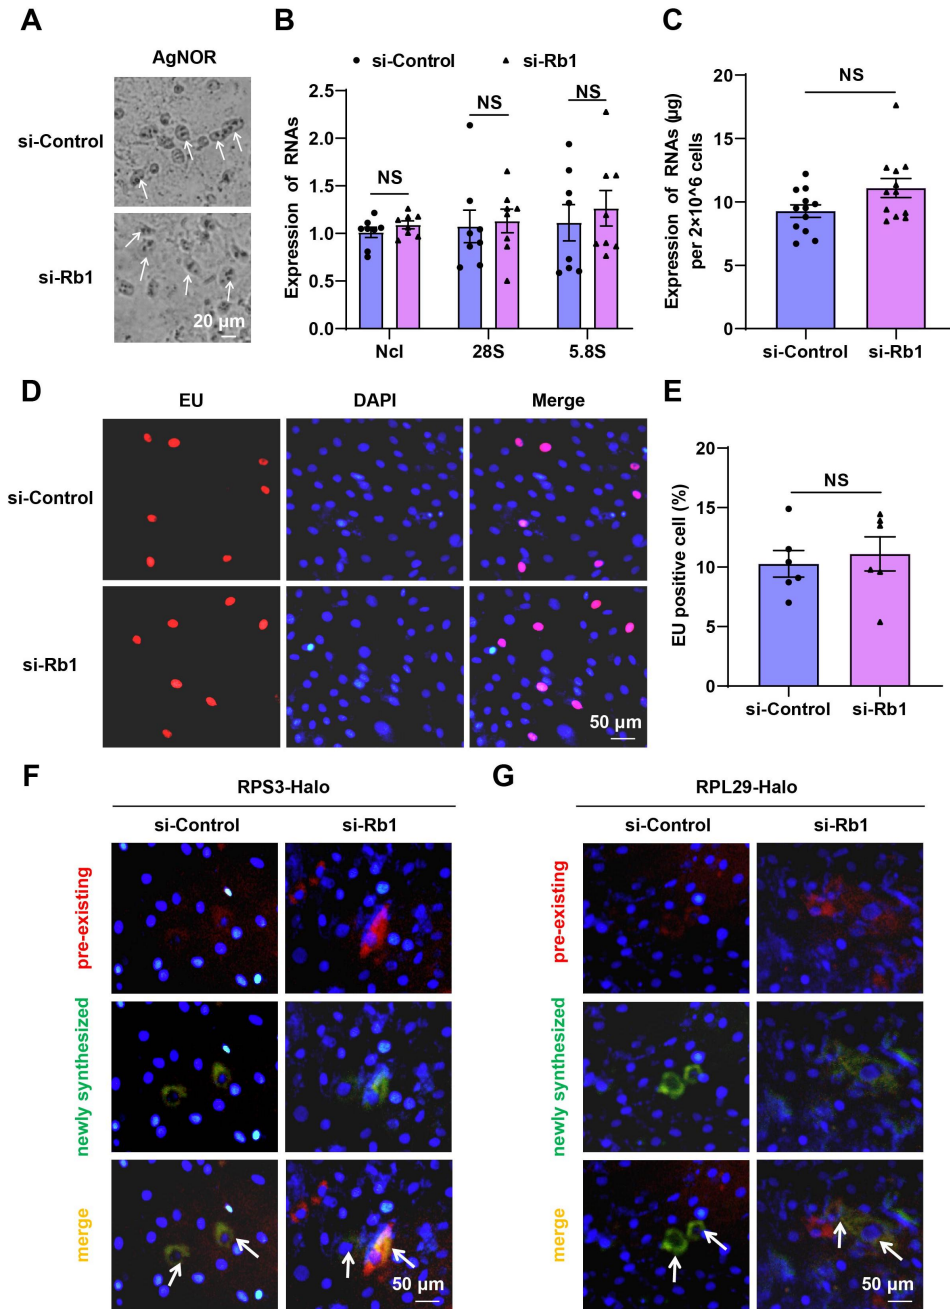 A
AgNOR
si-Control
si-Rb1
20 µm
B
si-Control
si-Rb1
Expression of RNAs
2.5
2.0
1.5
1.0
0.5
0.0
NS
NS
NS
Ncl
28S
5.8S
C
Expression of RNAs (µg)
per 2×10^6 cells
20
15
10
5
0
NS
si-Control
si-Rb1
D
EU
DAPI
Merge
si-Control
si-Rb1
50 µm
E
EU positive cell (%)
20
15
10
5
0
NS
si-Control
si-Rb1
F
RPS3-Halo
si-Control
si-Rb1
pre-existing
newly synthesized
merge
50 µm
G
RPL29-Halo
si-Control
si-Rb1
pre-existing
newly synthesized
merge
50 µm